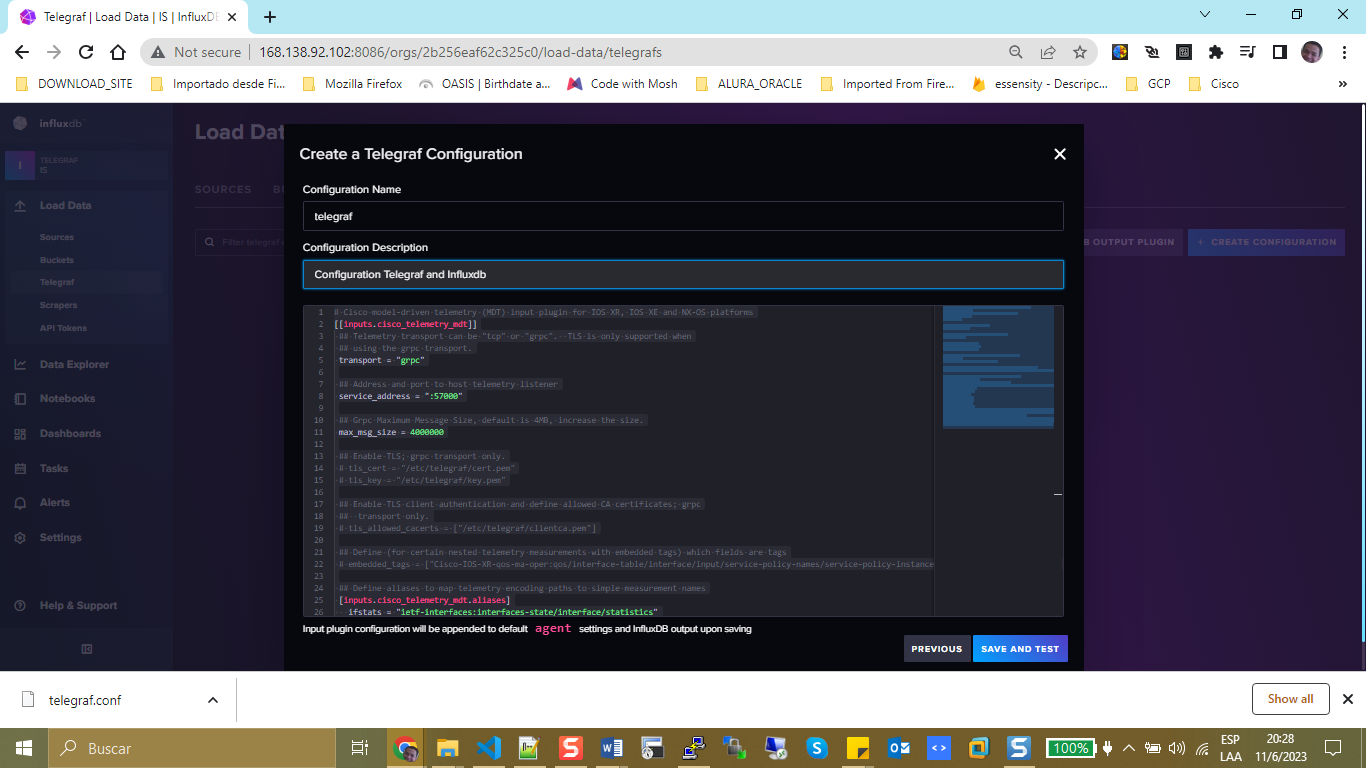 Telegraf | Load Data | IS | InfluxDB
Not secure | 168.138.92.102:8086/orgs/2b256eaf62c325c0/load-data/telegrafs
DOWNLOAD_SITE
Importado desde Fi...
Mozilla Firefox
OASIS | Birthdate a...
Code with Mosh
ALURA_ORACLE
Imported From Fire...
essensity - Descripc...
GCP
Cisco
»
influxdb
I
TELEGRAF
IS
Load Data
Sources
Buckets
Telegraf
Scrapers
API Tokens
Data Explorer
Notebooks
Dashboards
Tasks
Alerts
Settings
Help & Support
Load Dat
SOURCES
B
Filter telegraf
B OUTPUT PLUGIN
+ CREATE CONFIGURATION
Create a Telegraf Configuration
Configuration Name
telegraf
Configuration Description
Configuration Telegraf and Influxdb
1 # Cisco model-driven telemetry (MDT) input plugin for IOS XR, IOS XE and NX-OS platforms
2 [[inputs.cisco_telemetry_mdt]]
3 ## Telemetry transport can be "tcp" or "grpc". TLS is only supported when
4 ## using the grpc transport.
5 transport = "grpc"
6
7 ## Address and port to host telemetry listener
8 service_address = ":57000"
9
10 ## Grpc Maximum Message Size, default is 4MB, increase the size.
11 max_msg_size = 4000000
12
13 ## Enable TLS; grpc transport only.
14 # tls_cert = "/etc/telegraf/cert.pem"
15 # tls_key = "/etc/telegraf/key.pem"
16
17 ## Enable TLS client authentication and define allowed CA certificates; grpc
18 ## transport only.
19 # tls_allowed_cacerts = ["/etc/telegraf/clientca.pem"]
20
21 ## Define (for certain nested telemetry measurements with embedded tags) which fields are tags
22 # embedded_tags = ["Cisco-IOS-XR-qos-ma-oper:qos/interface-table/interface/input/service-policy-names/service-policy-instance
23
24 ## Define aliases to map telemetry encoding paths to simple measurement names
25 [inputs.cisco_telemetry_mdt.aliases]
ifstats = "ietf-interfaces:interfaces-state/interface/statistics"
Input plugin configuration will be appended to default agent settings and InfluxDB output upon saving
PREVIOUS
SAVE AND TEST
telegraf.conf
Show all
Buscar
100%
ESP
LAA
20:28
11/6/2023